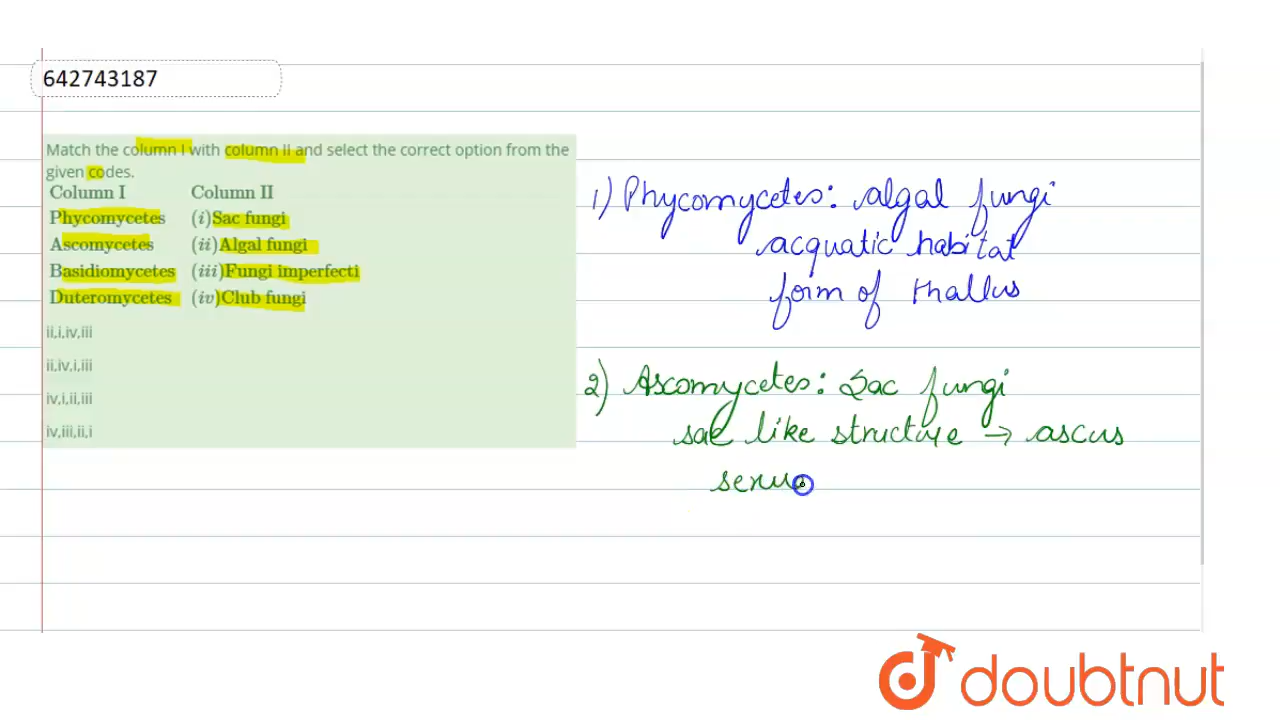 642743187
Match the column I with column II and select the correct option from the
given codes.
Column I Column II
Phycomycetes (i)Sac fungi
Ascomycetes (ii)Algal fungi
Basidiomycetes (iii)Fungi imperfecti
Duteromycetes (iv)Club fungi
ii,i,iv,iii
ii,iv,i,iii
iv,i,ii,iii
iv,iii,ii,i
1) Phycomycetes: algal fungi
acquatic habitat
form of thallus
2) Ascomycetes: Sac fungi
sac like structure → ascus
sexua
doubtnut